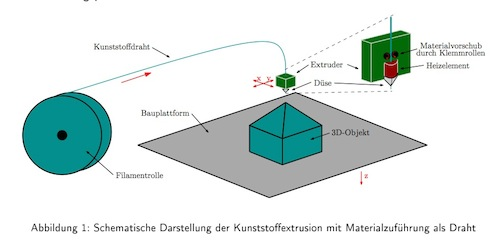 Kunststoffdraht
Materialvorschub
durch Klemmrollen
Extruder
Heizelement
x y
Düse
Bauplattform
3D-Objekt
Filamentrolle
z
Abbildung 1: Schematische Darstellung der Kunststoffextrusion mit Materialzuführung als Draht